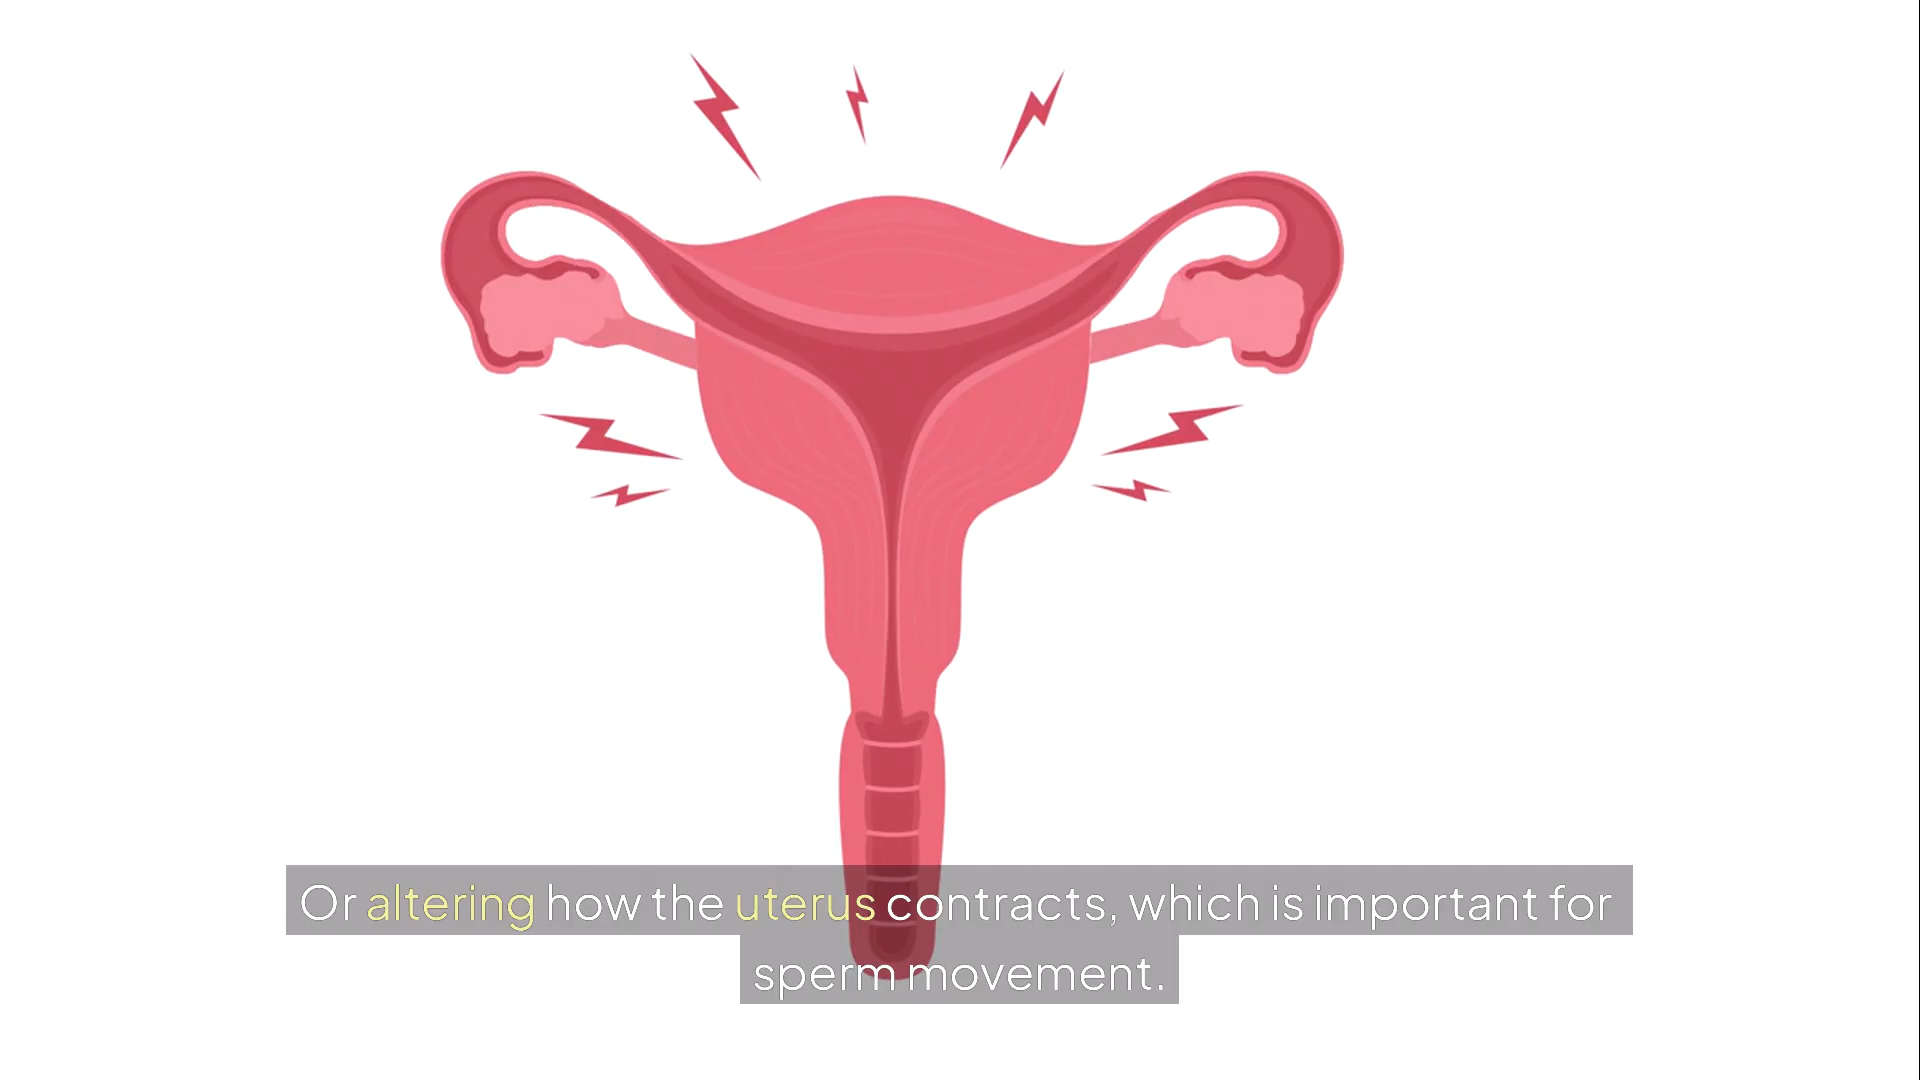 Or altering how the uterus contracts, which is important for
sperm movement.